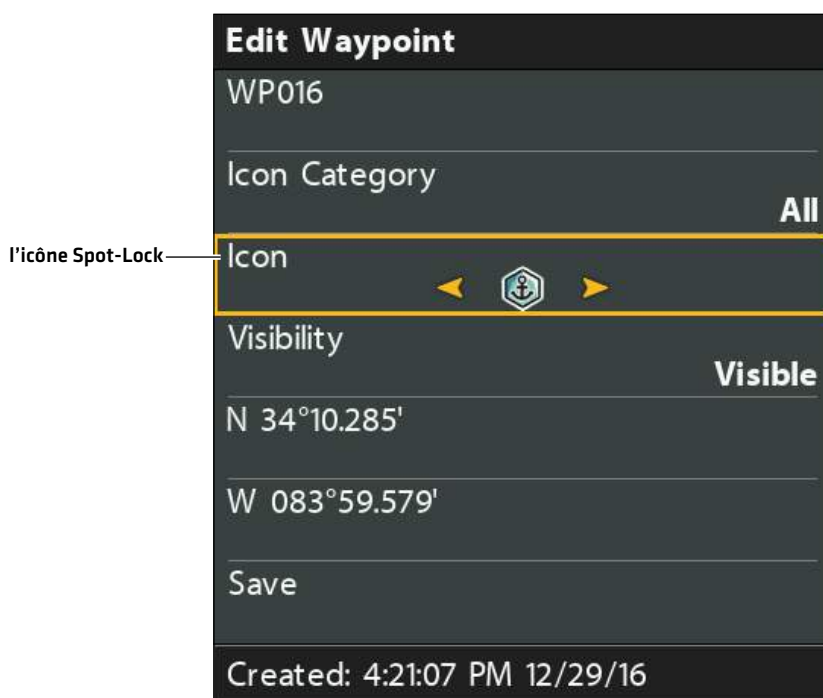 Edit Waypoint
WP016
Icon Category
All
l'icône Spot-Lock
Icon
Visibility
Visible
N 34°10.285'
W 083°59.579'
Save
Created: 4:21:07 PM 12/29/16